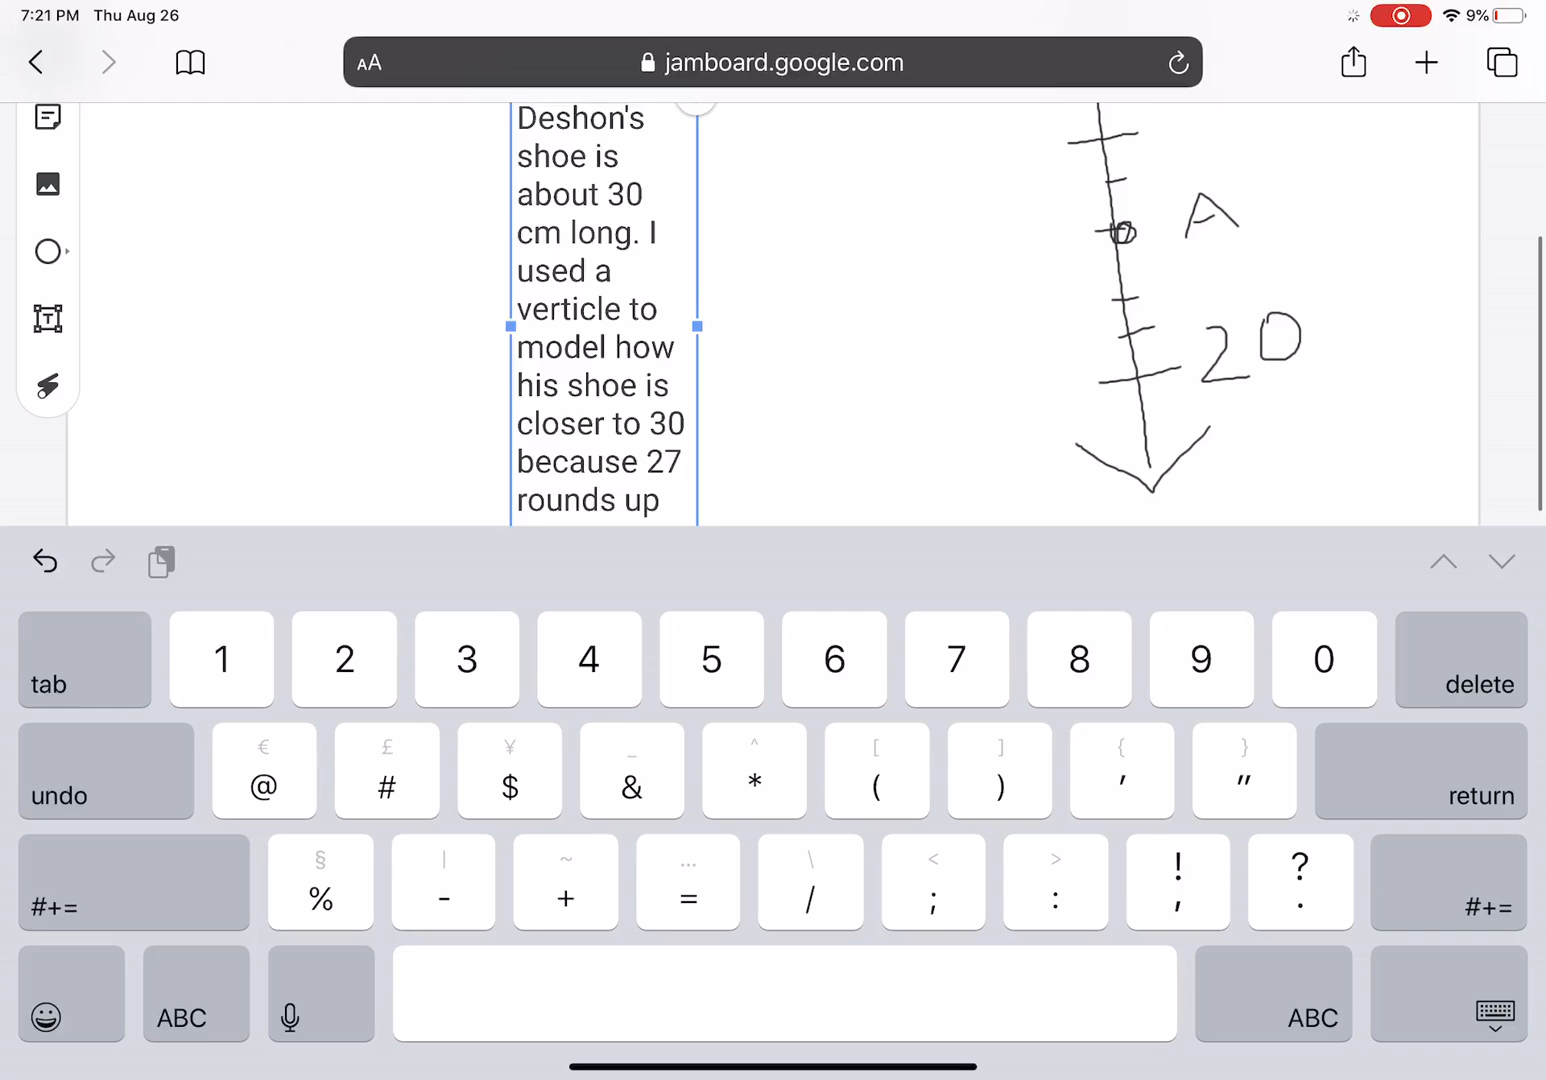 7:21 PM Thu Aug 26
9%
AA jamboard.google.com
Deshon's
shoe is
about 30
cm long. I
used a
verticle to
model how
his shoe is
closer to 30
because 27
rounds up
A
20
T
tab 1 2 3 4 5 6 7 8 9 0 delete
€ £ ¥ _ ^ [ ] { }
undo @ # $ & * ( ) ' " return
§ | ~ … \ < > ! ?
#+= % - + = / ; : , . #+=
ABC ABC